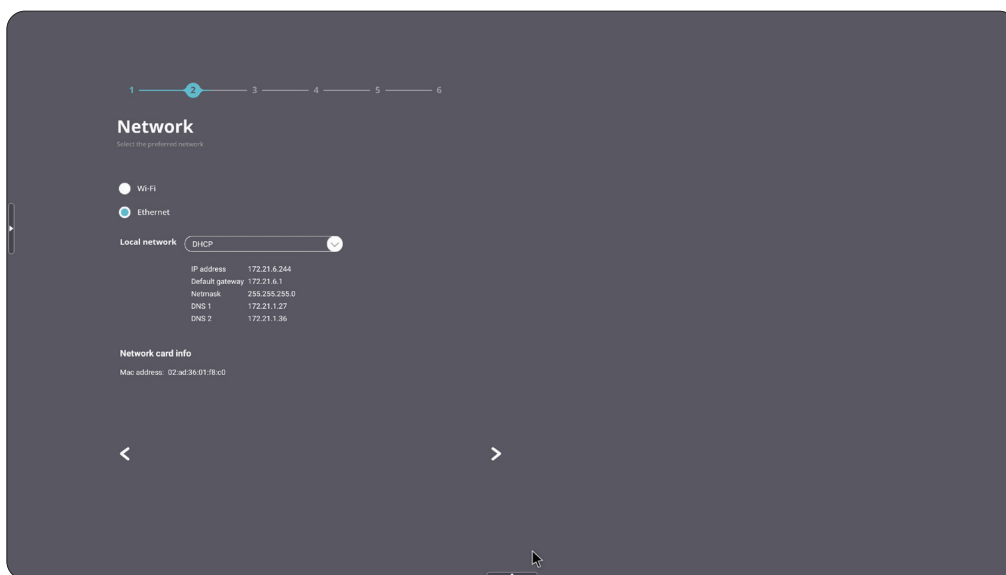 1 2 3 4 5 6
Network
Select the preferred network
Wi-Fi
Ethernet
Local network DHCP
IP address 172.21.6.244
Default gateway 172.21.6.1
Netmask 255.255.255.0
DNS 1 172.21.1.27
DNS 2 172.21.1.36
Network card info
Mac address: 02:ad:36:01:f8:c0